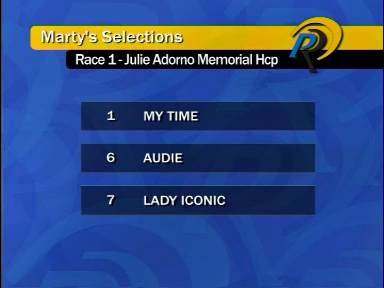 Marty's Selections
Race 1 - Julie Adorno Memorial Hcp
1 MY TIME
6 AUDIE
7 LADY ICONIC